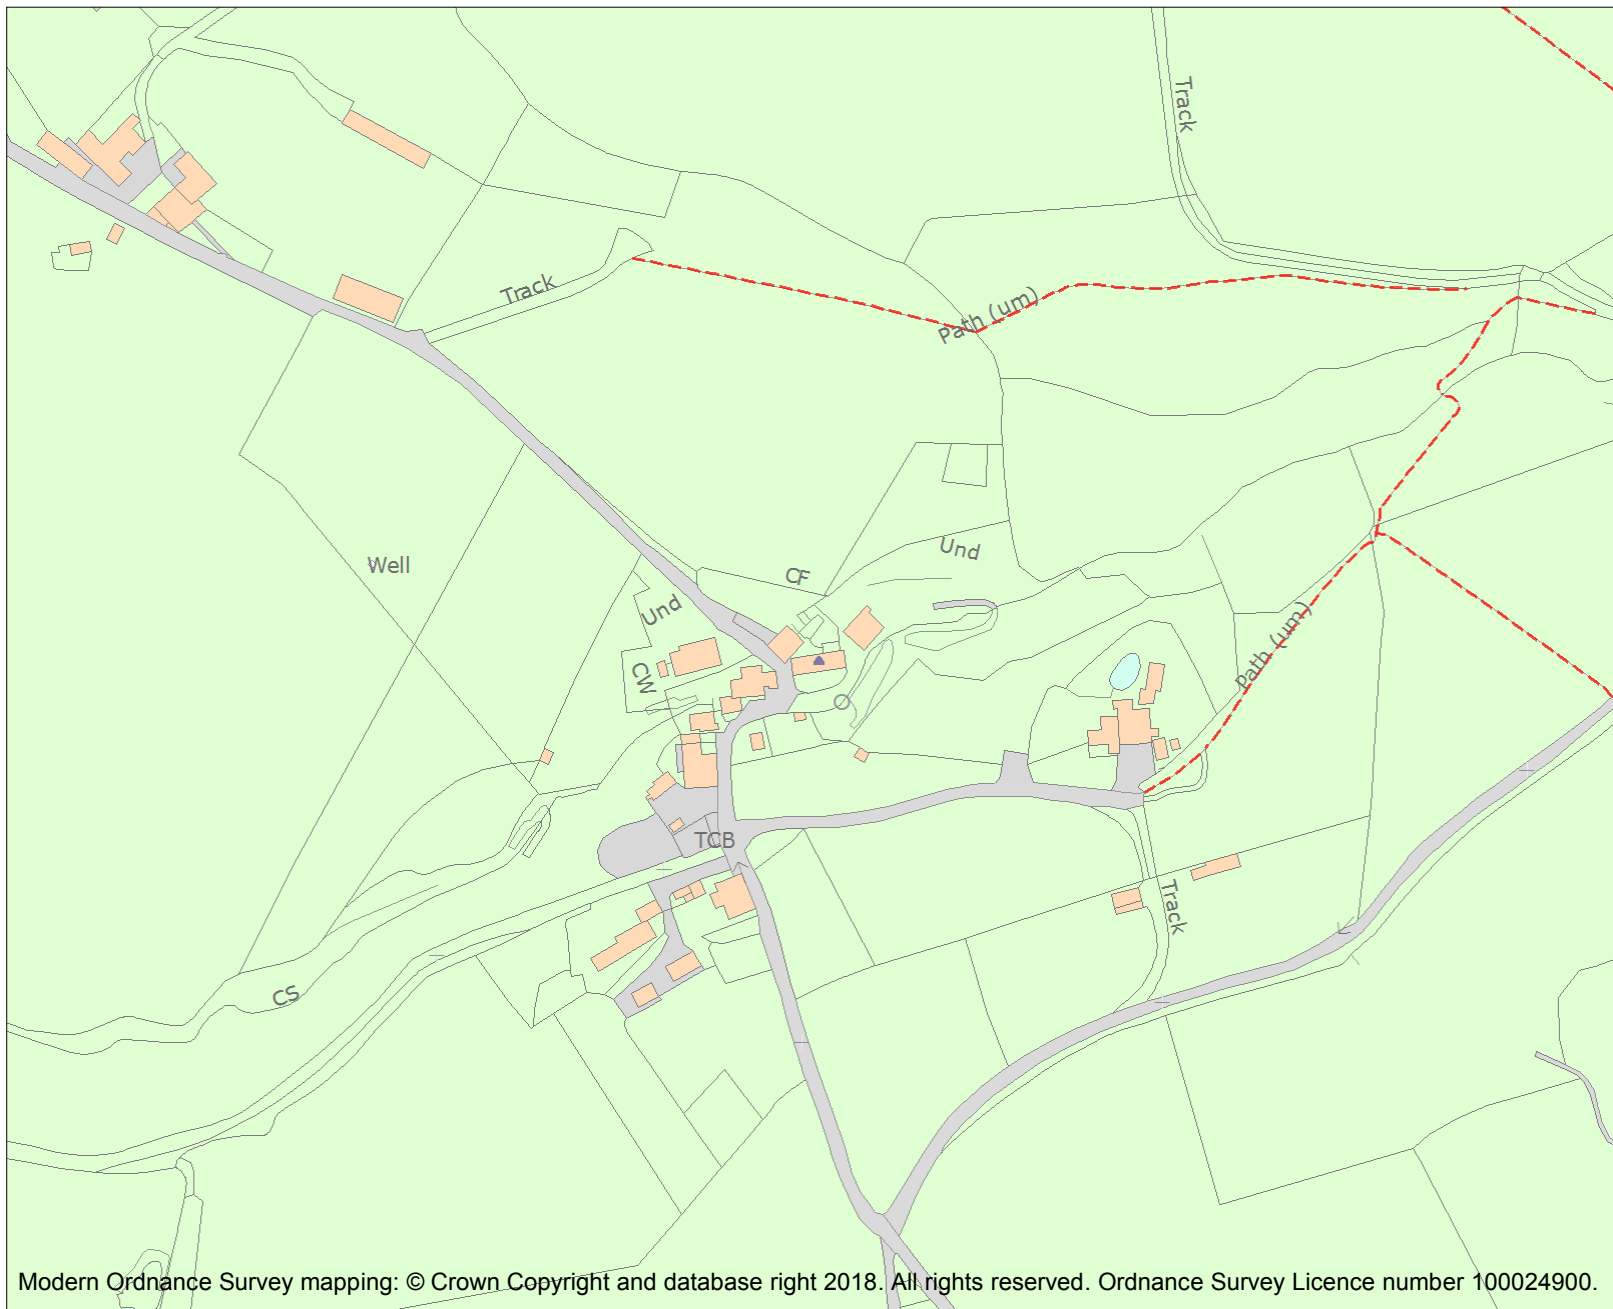 Track
Track
Path (um)
Und
Well
CF
Und
CW
Path (um)
TCB
Track
CS
Modern Ordnance Survey mapping: © Crown Copyright and database right 2018. All rights reserved. Ordnance Survey Licence number 100024900.